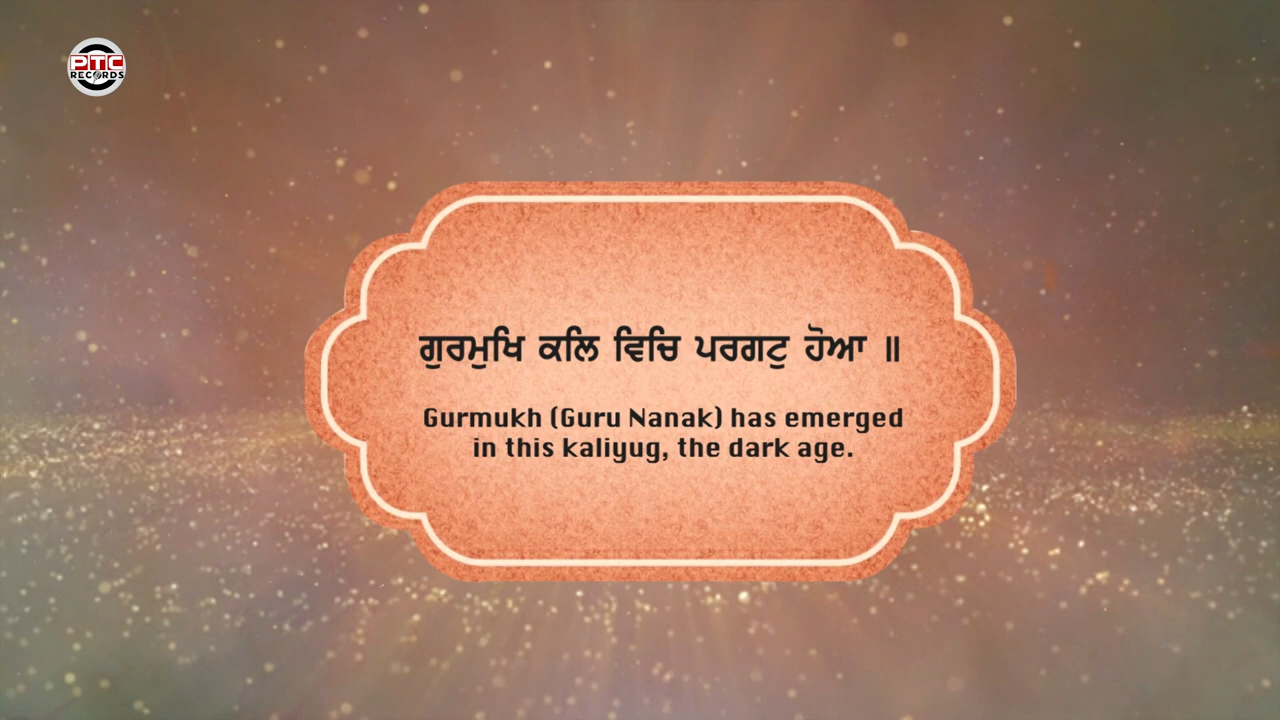 PTC
RECORDS
ਗੁਰਮੁਖਿ ਕਲਿ ਵਿਚਿ ਪਰਗਟੁ ਹੋਆ ॥
Gurmukh (Guru Nanak) has emerged
in this kaliyug, the dark age.